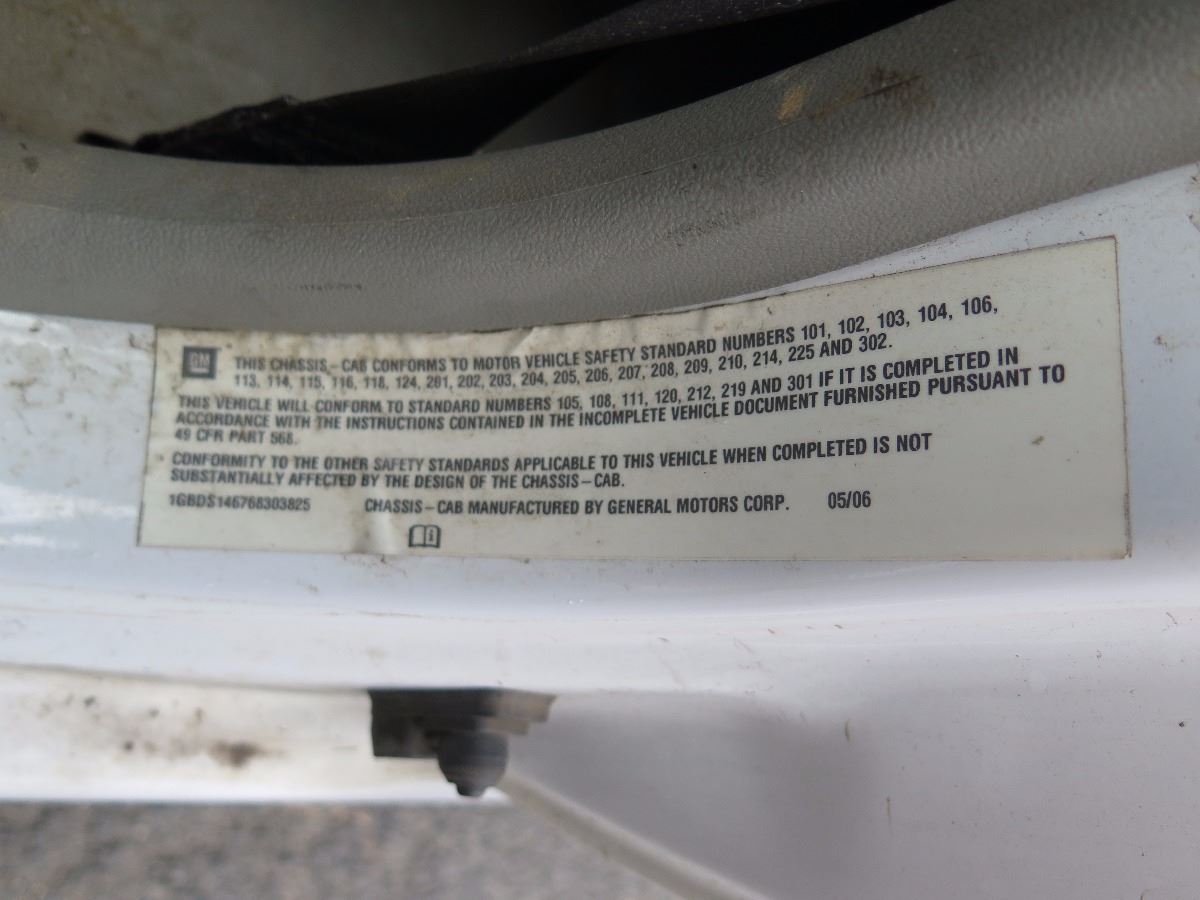 GM THIS CHASSIS-CAB CONFORMS TO MOTOR VEHICLE SAFETY STANDARD NUMBERS 101, 102, 103, 104, 106,
113, 114, 115, 116, 118, 124, 201, 202, 203, 204, 205, 206, 207, 208, 209, 210, 214, 225 AND 302.
THIS VEHICLE WILL CONFORM TO STANDARD NUMBERS 105, 108, 111, 120, 212, 219 AND 301 IF IT IS COMPLETED IN
ACCORDANCE WITH THE INSTRUCTIONS CONTAINED IN THE INCOMPLETE VEHICLE DOCUMENT FURNISHED PURSUANT TO
49 CFR PART 568.
CONFORMITY TO THE OTHER SAFETY STANDARDS APPLICABLE TO THIS VEHICLE WHEN COMPLETED IS NOT
SUBSTANTIALLY AFFECTED BY THE DESIGN OF THE CHASSIS-CAB.
1GBDS146768303825 CHASSIS-CAB MANUFACTURED BY GENERAL MOTORS CORP. 05/06